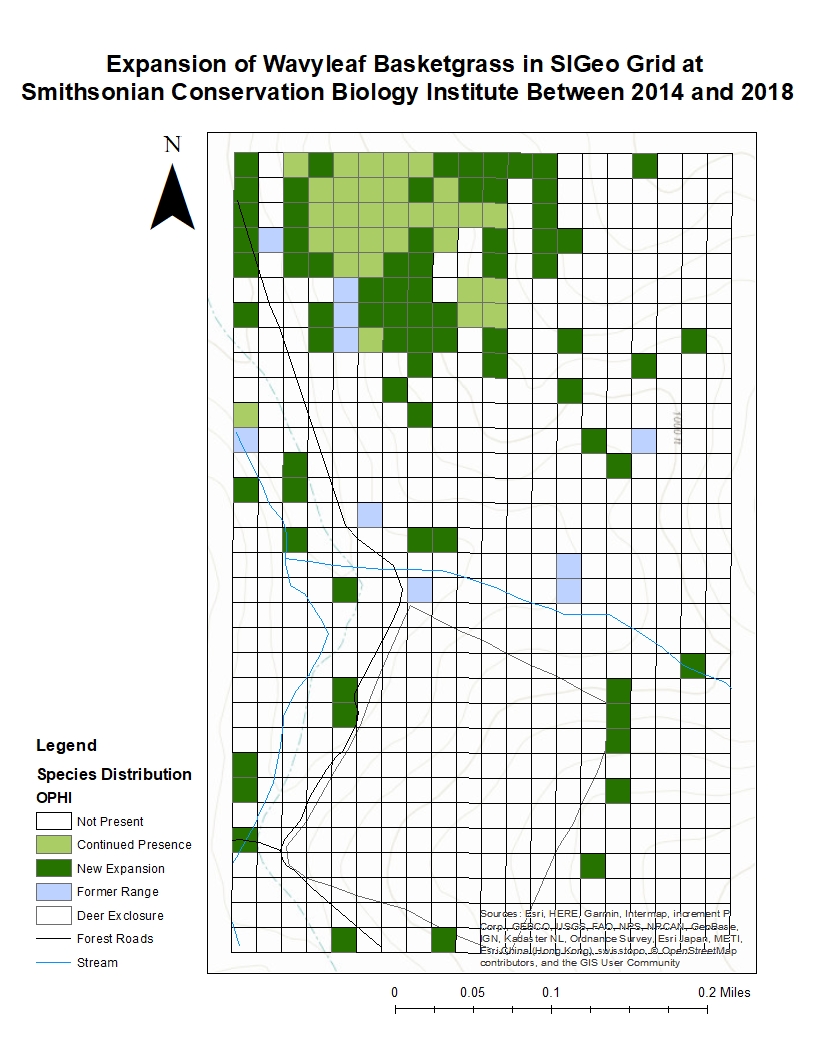 Expansion of Wavyleaf Basketgrass in SIGeo Grid at
Smithsonian Conservation Biology Institute Between 2014 and 2018
N
1000 ft
Legend
Species Distribution
OPHI
Not Present
Continued Presence
New Expansion
Former Range
Deer Exclosure
Forest Roads
Stream
Sources: Esri, HERE, Garmin, Intermap, increment P
Corp., GEBCO, USGS, FAO, NPS, NRCAN, GeoBase,
IGN, Kadaster NL, Ordnance Survey, Esri Japan, METI,
Esri China (Hong Kong), swisstopo, © OpenStreetMap
contributors, and the GIS User Community
0 0.05 0.1 0.2 Miles